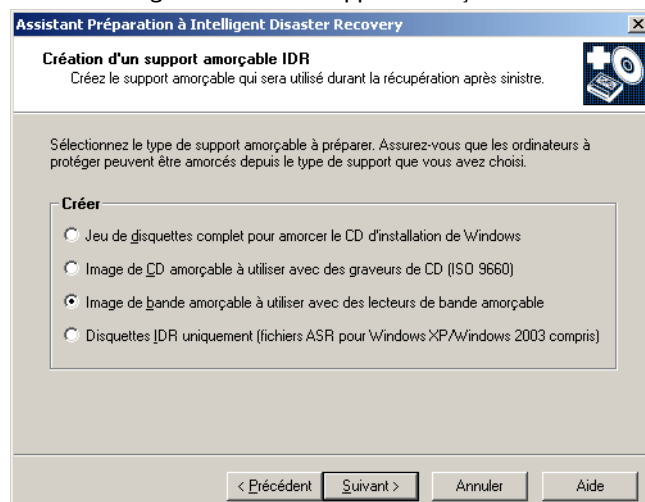 Assistant Préparation à Intelligent Disaster Recovery
Création d'un support amorçable IDR
Créez le support amorçable qui sera utilisé durant la récupération après sinistre.
Sélectionnez le type de support amorçable à préparer. Assurez-vous que les ordinateurs à
protéger peuvent être amorcés depuis le type de support que vous avez choisi.
Créer
Jeu de disquettes complet pour amorcer le CD d'installation de Windows
Image de CD amorçable à utiliser avec des graveurs de CD (ISO 9660)
Image de bande amorçable à utiliser avec des lecteurs de bande amorçable
Disquettes IDR uniquement (fichiers ASR pour Windows XP/Windows 2003 compris)
< Précédent
Suivant >
Annuler
Aide